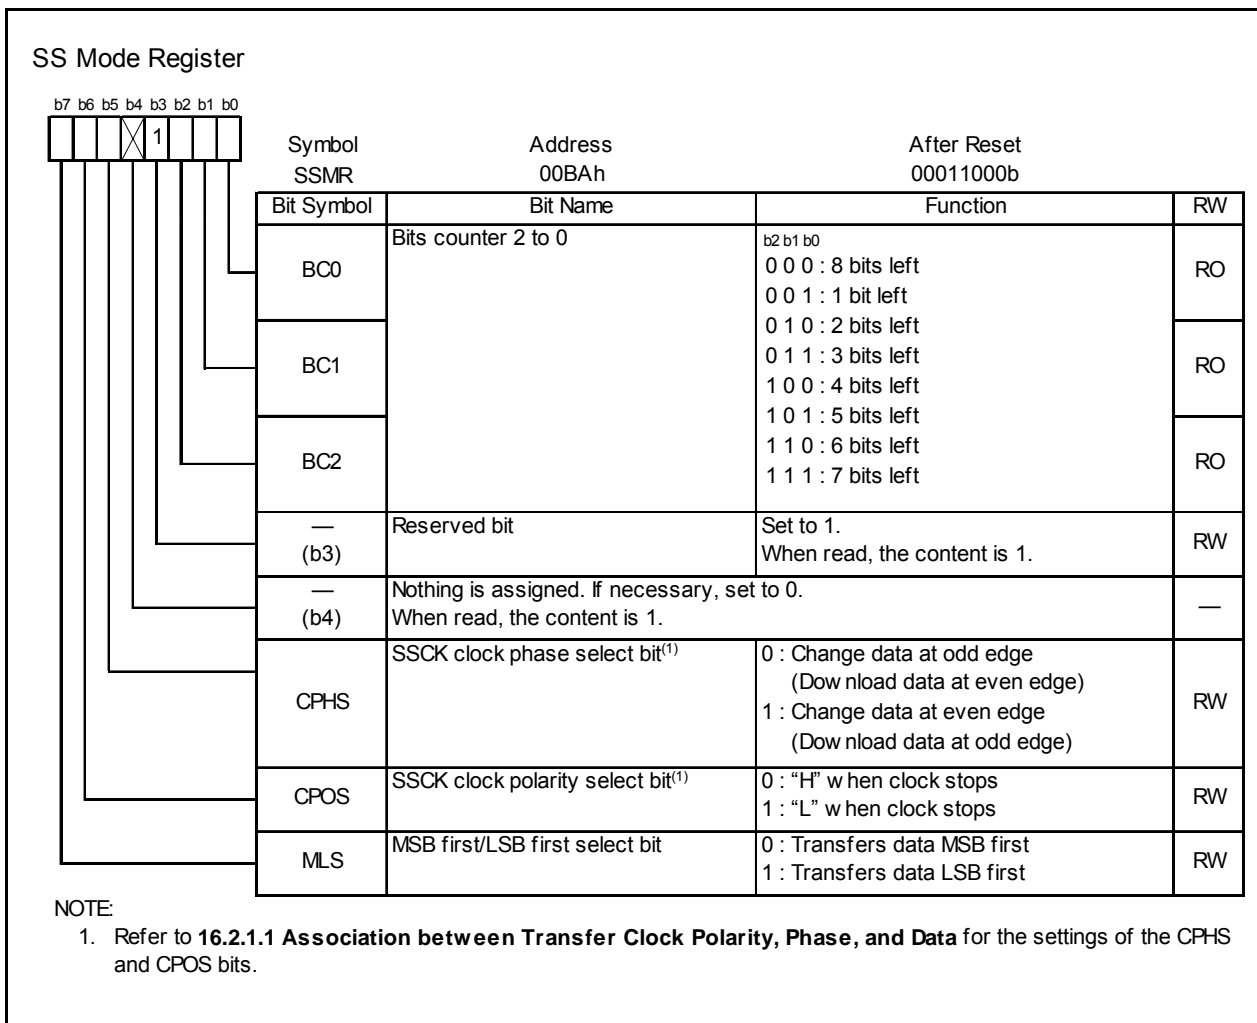 SS Mode Register
b7 b6 b5 b4 b3 b2 b1 b0
1
Symbol Address After Reset
SSMR 00BAh 00011000b
Bit Symbol Bit Name Function RW
BC0 Bits counter 2 to 0 b2 b1 b0
0 0 0 : 8 bits left RO
0 0 1 : 1 bit left
0 1 0 : 2 bits left
BC1 0 1 1 : 3 bits left RO
1 0 0 : 4 bits left
1 0 1 : 5 bits left
BC2 1 1 0 : 6 bits left RO
1 1 1 : 7 bits left
— Reserved bit Set to 1. RW
(b3) When read, the content is 1.
— Nothing is assigned. If necessary, set to 0. —
(b4) When read, the content is 1.
CPHS SSCK clock phase select bit(1) 0 : Change data at odd edge RW
(Download data at even edge)
1 : Change data at even edge
(Download data at odd edge)
CPOS SSCK clock polarity select bit(1) 0 : “H” when clock stops RW
1 : “L” when clock stops
MLS MSB first/LSB first select bit 0 : Transfers data MSB first RW
1 : Transfers data LSB first
NOTE:
1. Refer to 16.2.1.1 Association between Transfer Clock Polarity, Phase, and Data for the settings of the CPHS
and CPOS bits.